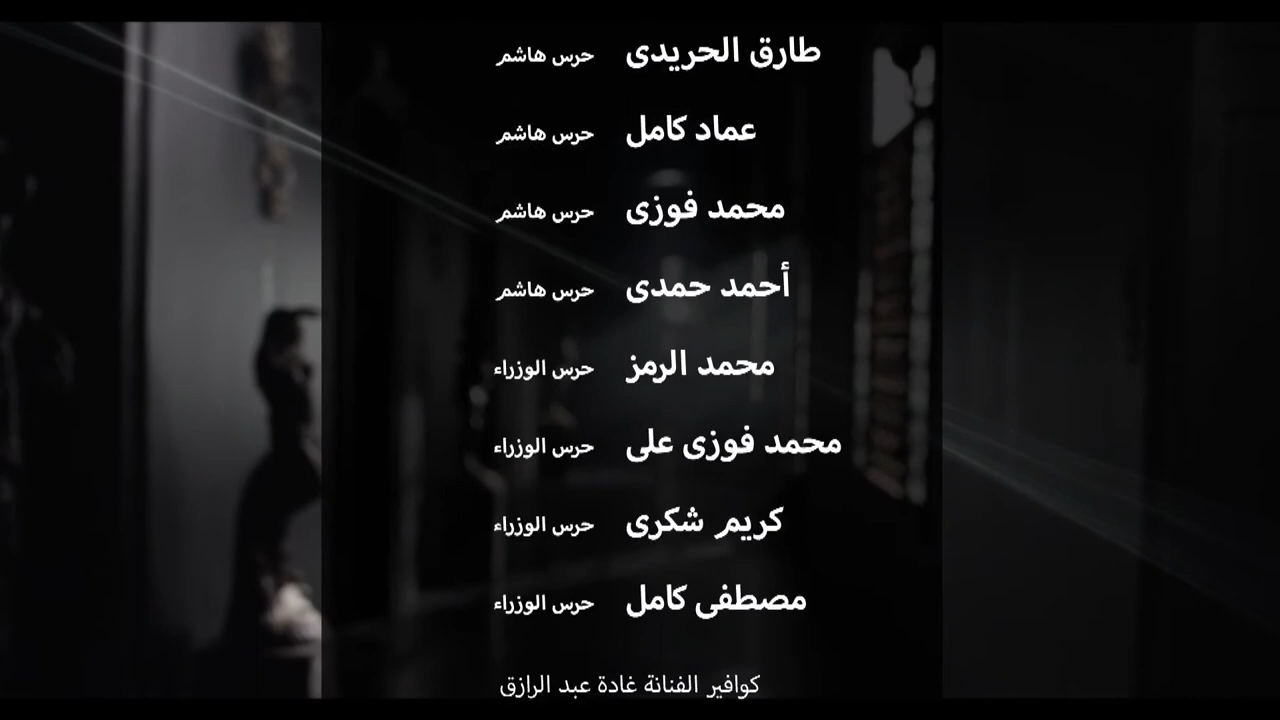 طارق الحريدى حرس هاشم
عماد كامل حرس هاشم
محمد فوزى حرس هاشم
أحمد حمدى حرس هاشم
محمد الرمز حرس الوزراء
محمد فوزى على حرس الوزراء
كريم شكرى حرس الوزراء
مصطفى كامل حرس الوزراء
كوافير الفنانة غادة عبد الرازق